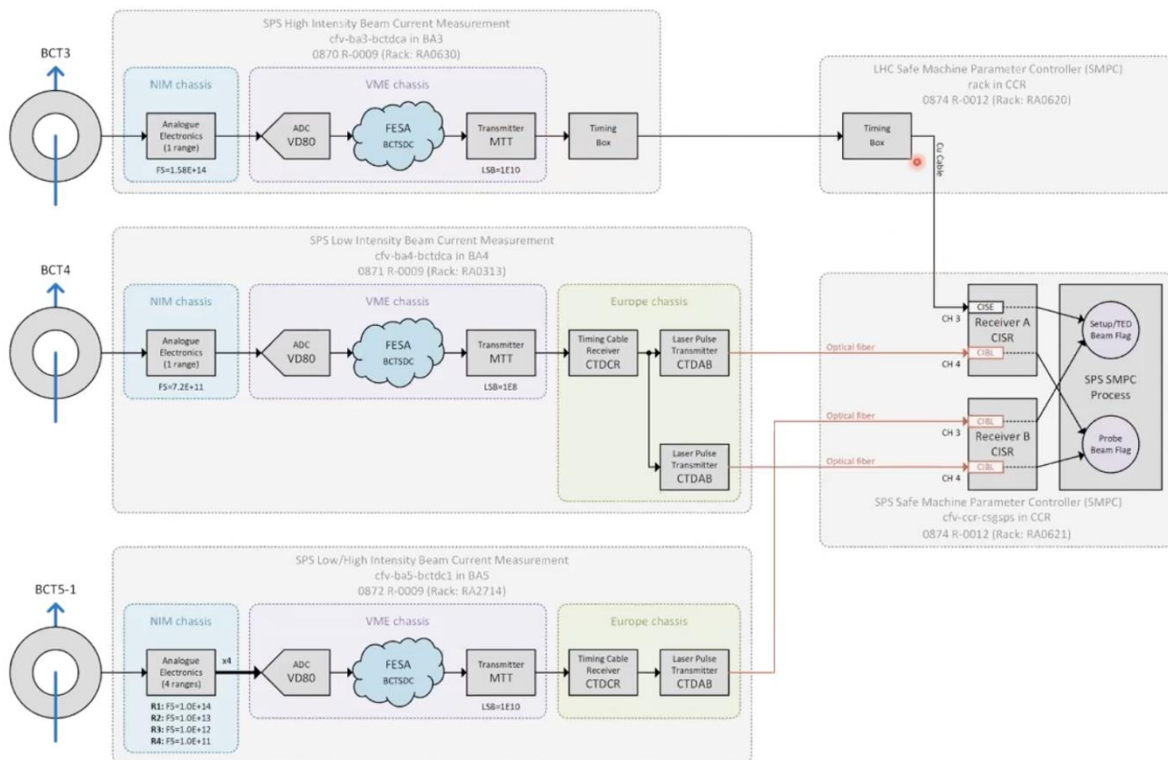 SPS High Intensity Beam Current Measurement
cfv-ba3-bctdca in BA3
0870 R-0009 (Rack: RA0630)
BCT3
NIM chassis
Analogue
Electronics
(1 range)
FS=1.58E+14
VME chassis
ADC
VD80
FESA
BCTSDC
Transmitter
MTT
LSB=1E10
Timing
Box
LHC Safe Machine Parameter Controller (SMPC)
rack in CCR
0874 R-0012 (Rack: RA0620)
Timing
Box
Cu Cable
SPS Low Intensity Beam Current Measurement
cfv-ba4-bctdca in BA4
0871 R-0009 (Rack: RA0313)
BCT4
NIM chassis
Analogue
Electronics
(1 range)
FS=7.2E+11
VME chassis
ADC
VD80
FESA
BCTSDC
Transmitter
MTT
LSB=1E8
Europe chassis
Timing Cable
Receiver
CTDCR
Laser Pulse
Transmitter
CTDAB
Laser Pulse
Transmitter
CTDAB
Optical fiber
Optical fiber
Optical fiber
CH 3
CISE
Receiver A
CISR
CIBL
CH 4
CIBL
CH 3
Receiver B
CISR
CIBL
CH 4
Setup/TED
Beam Flag
SPS SMPC
Process
Probe
Beam Flag
SPS Safe Machine Parameter Controller (SMPC)
cfv-ccr-csgsps in CCR
0874 R-0012 (Rack: RA0621)
SPS Low/High Intensity Beam Current Measurement
cfv-ba5-bctdc1 in BA5
0872 R-0009 (Rack: RA2714)
BCT5-1
NIM chassis
Analogue
Electronics
(4 ranges)
x4
R1: FS=1.0E+14
R2: FS=1.0E+13
R3: FS=1.0E+12
R4: FS=1.0E+11
VME chassis
ADC
VD80
FESA
BCTSDC
Transmitter
MTT
LSB=1E10
Europe chassis
Timing Cable
Receiver
CTDCR
Laser Pulse
Transmitter
CTDAB